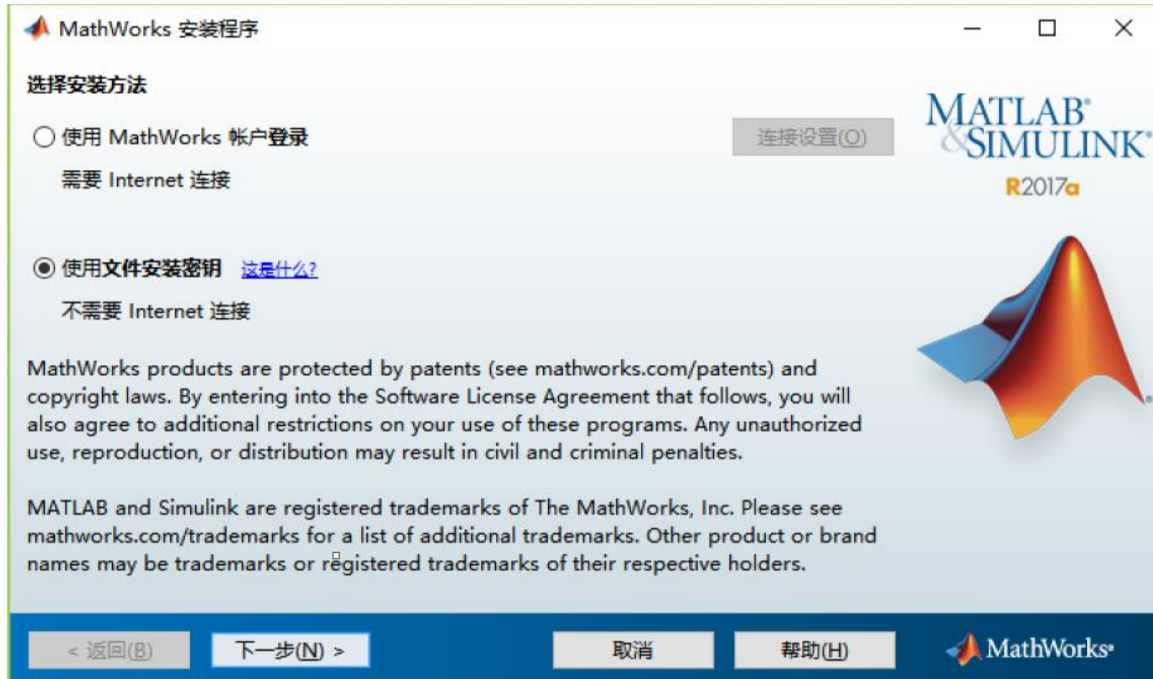 MathWorks 安装程序
选择安装方法
使用 MathWorks 帐户登录
连接设置(O)
需要 Internet 连接
使用文件安装密钥 这是什么?
不需要 Internet 连接
MATLAB®
&SIMULINK®
R2017a
MathWorks products are protected by patents (see mathworks.com/patents) and
copyright laws. By entering into the Software License Agreement that follows, you will
also agree to additional restrictions on your use of these programs. Any unauthorized
use, reproduction, or distribution may result in civil and criminal penalties.
MATLAB and Simulink are registered trademarks of The MathWorks, Inc. Please see
mathworks.com/trademarks for a list of additional trademarks. Other product or brand
names may be trademarks or registered trademarks of their respective holders.
< 返回(B) 下一步(N) > 取消 帮助(H) MathWorks®